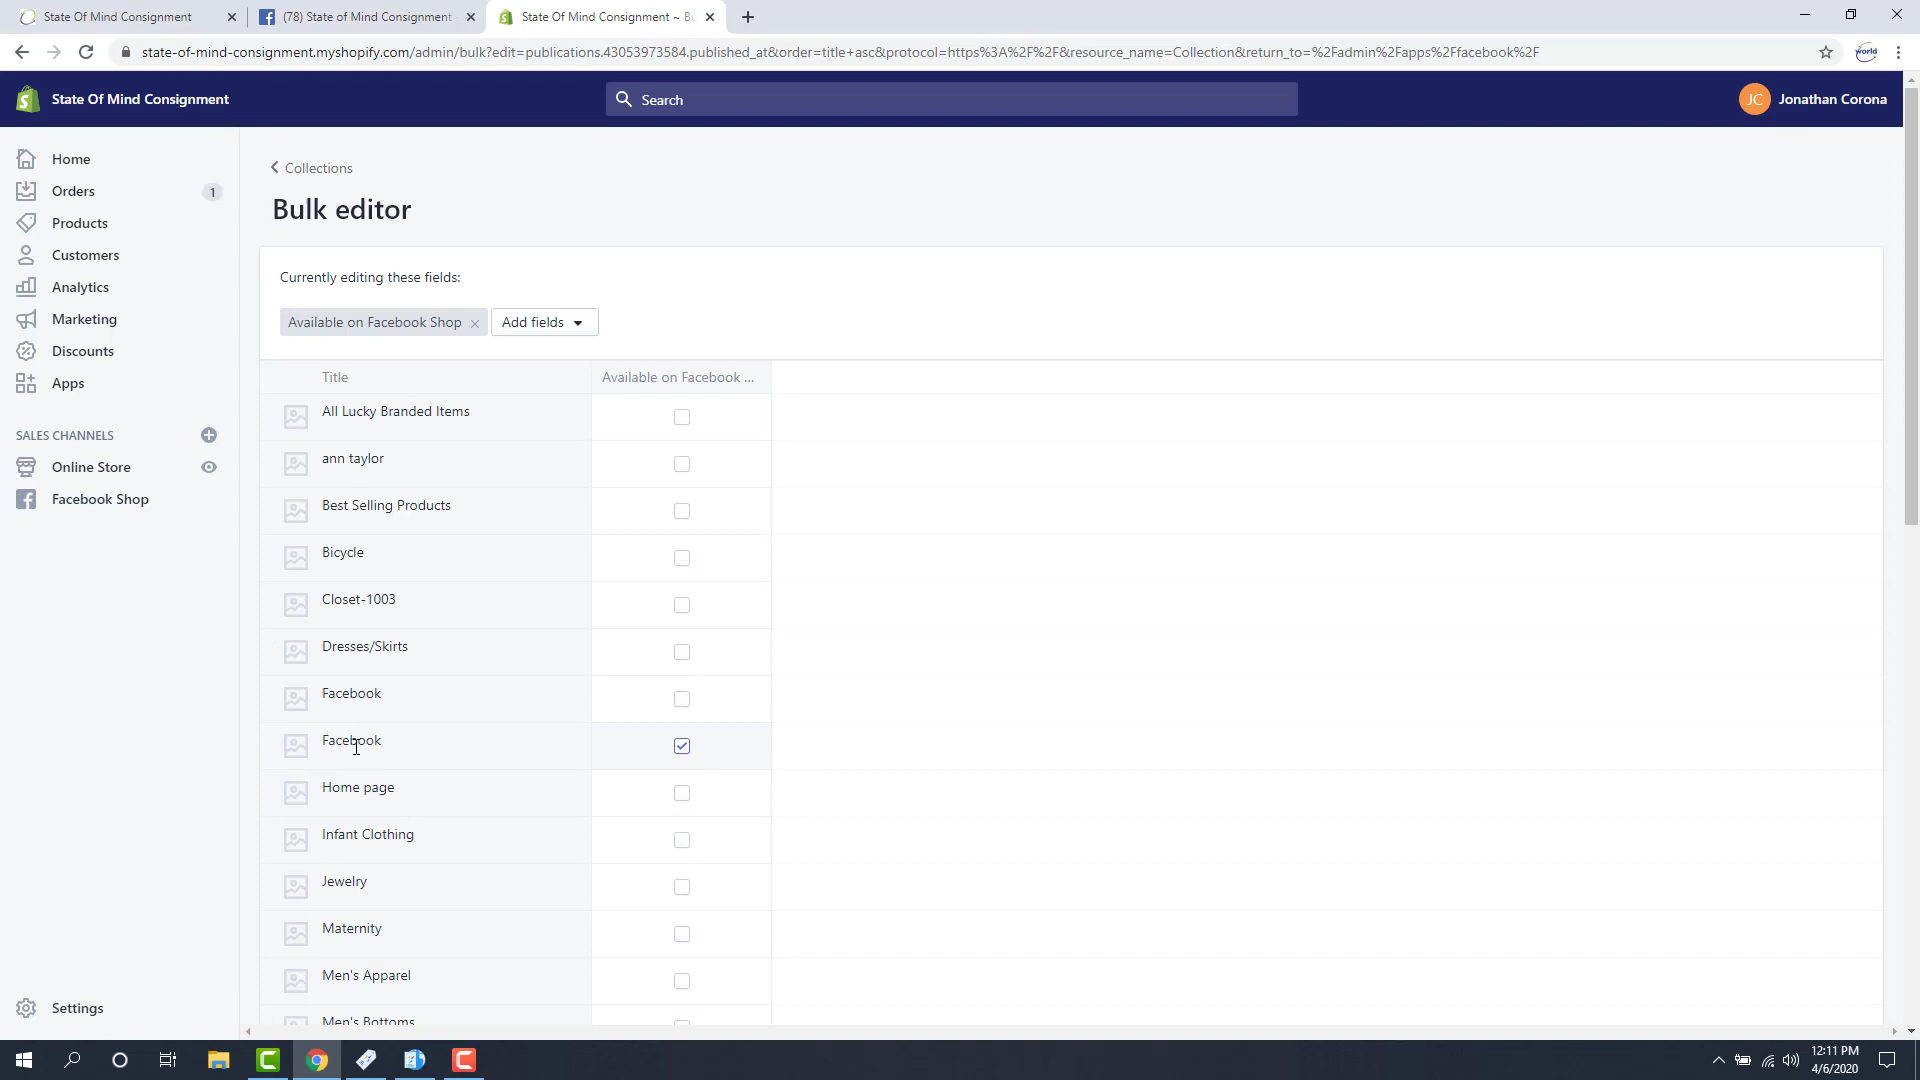 State Of Mind Consignment
(78) State of Mind Consignment
State Of Mind Consignment ~ Bu
state-of-mind-consignment.myshopify.com/admin/bulk?edit=publications.43053973584.published_at&order=title+asc&protocol=https%3A%2F%2F&resource_name=Collection&return_to=%2Fadmin%2Fapps%2Ffacebook%2F
world
State Of Mind Consignment
Search
JC
Jonathan Corona
Home
Orders
1
Products
Customers
Analytics
Marketing
Discounts
Apps
SALES CHANNELS
Online Store
Facebook Shop
Settings
Collections
Bulk editor
Currently editing these fields:
Available on Facebook Shop
Add fields
Title
Available on Facebook ...
All Lucky Branded Items
ann taylor
Best Selling Products
Bicycle
Closet-1003
Dresses/Skirts
Facebook
Facebook
Home page
Infant Clothing
Jewelry
Maternity
Men's Apparel
Men's Bottoms
12:11 PM
4/6/2020